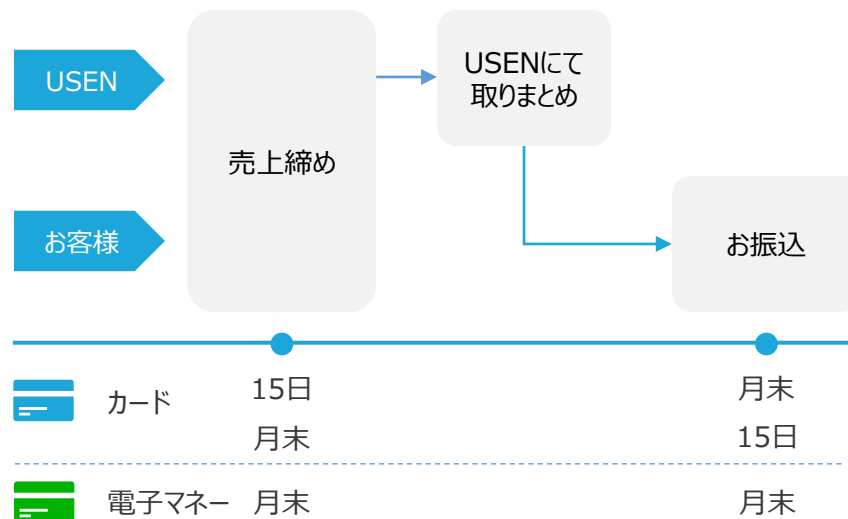 USEN
売上締め
USENにて
取りまとめ
お客様
お振込
カード
15日
月末
月末
15日
電子マネー
月末
月末